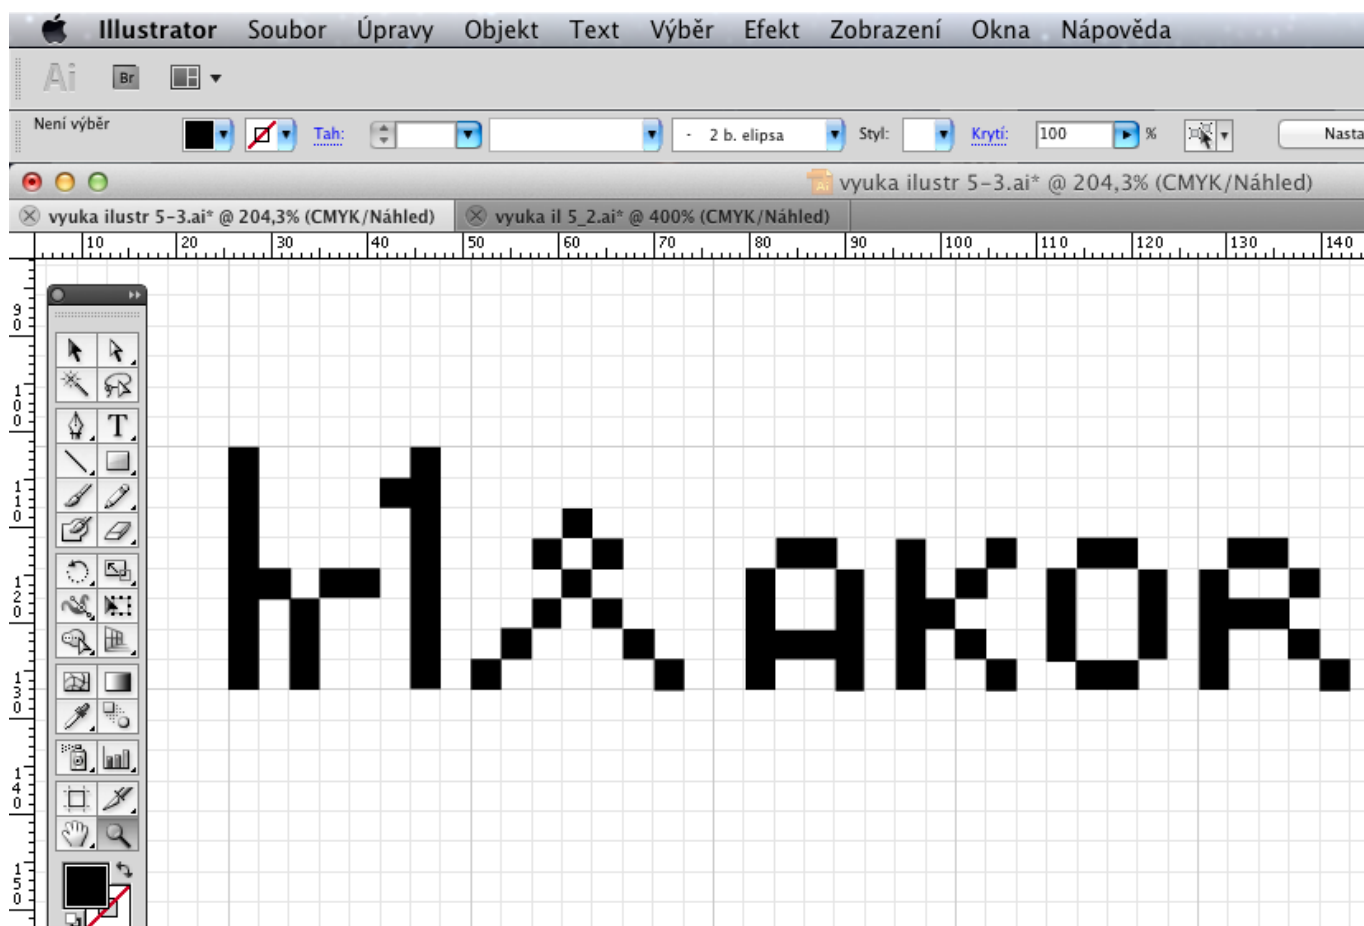 Illustrator Soubor Úpravy Objekt Text Výběr Efekt Zobrazení Okna Nápověda
Ai Br
Není výběr Tah: 2 b. elipsa Styl: Krytí: 100 % Nasta
vyuka ilustr 5-3.ai* @ 204,3% (CMYK/Náhled)
vyuka ilustr 5-3.ai* @ 204,3% (CMYK/Náhled) vyuka il 5_2.ai* @ 400% (CMYK/Náhled)
10 20 30 40 50 60 70 80 90 100 110 120 130 140
90
100
110
120
130
140
150
T
AKOR